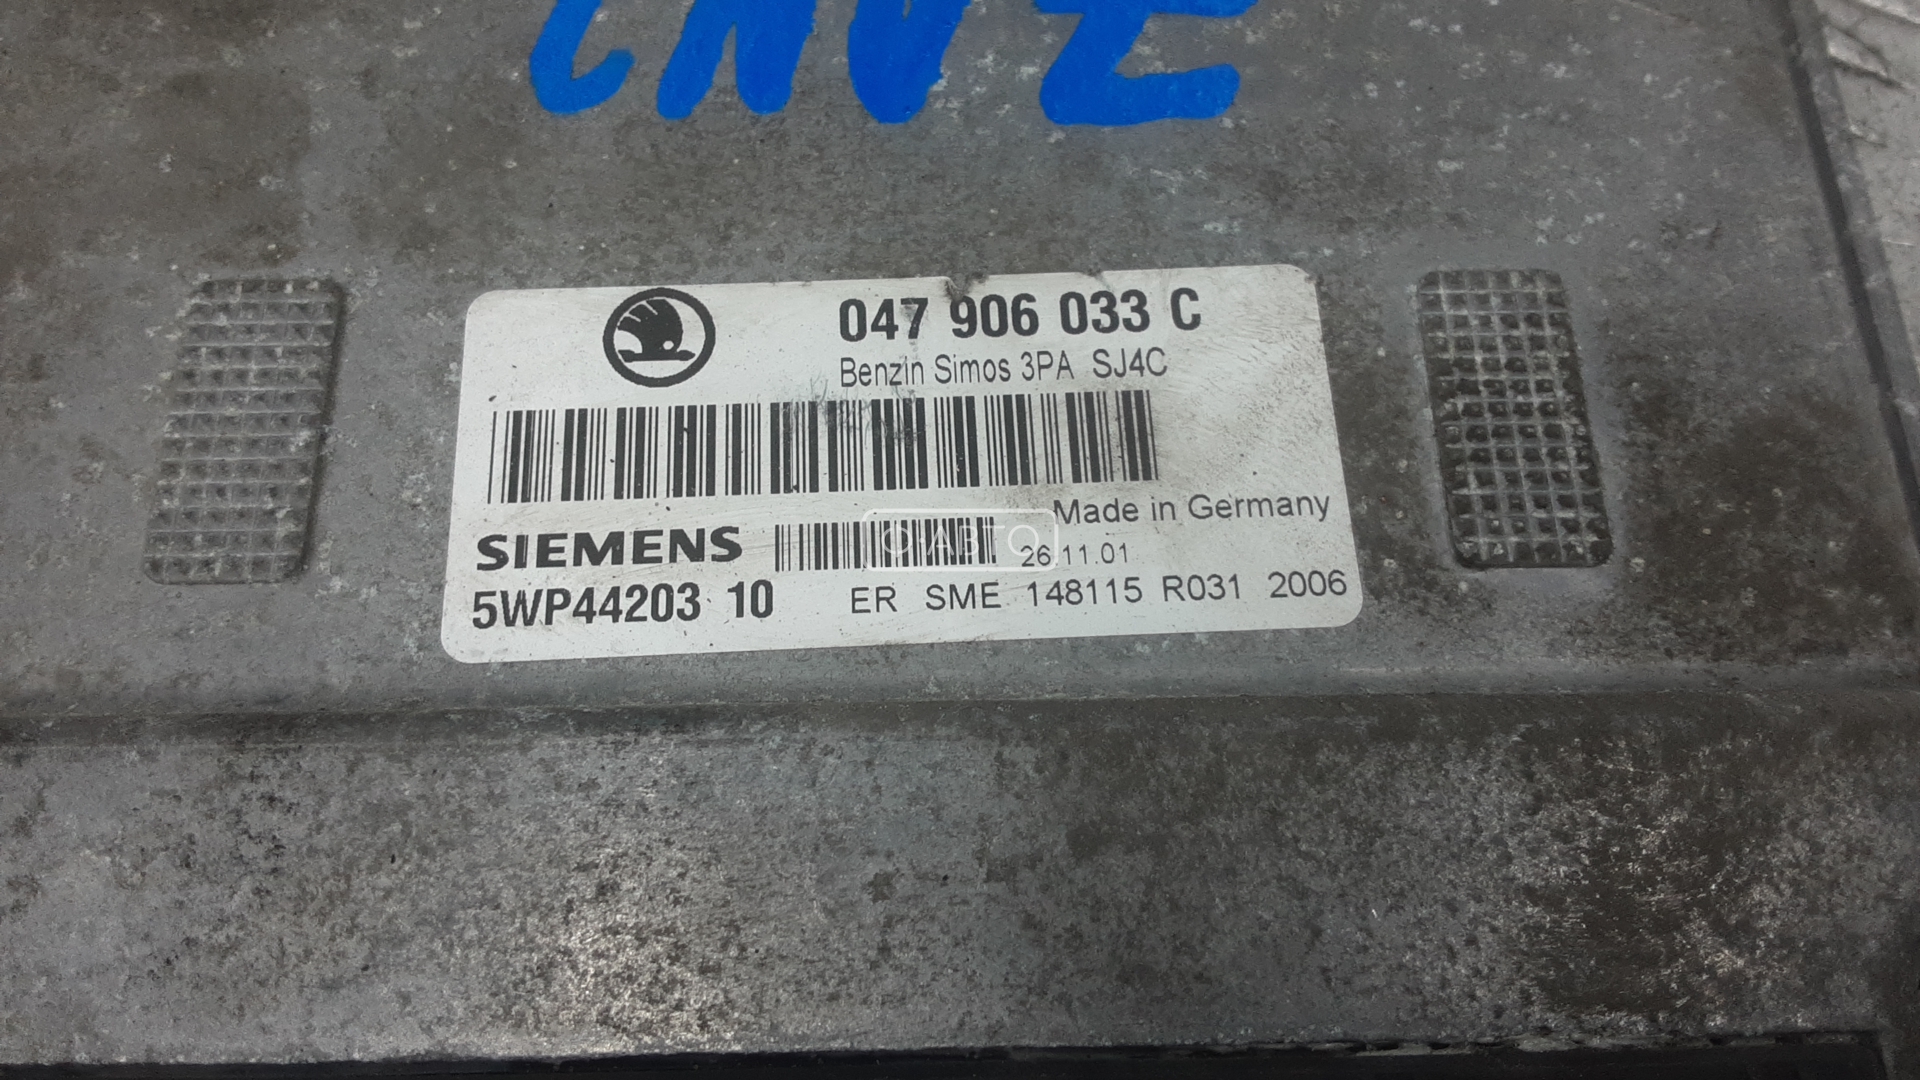 047 906 033 C
Benzin Simos 3PA SJ4C
Made in Germany
SIEMENS
26.11.01
5WP44203 10 ER SME 148115 R031 2006